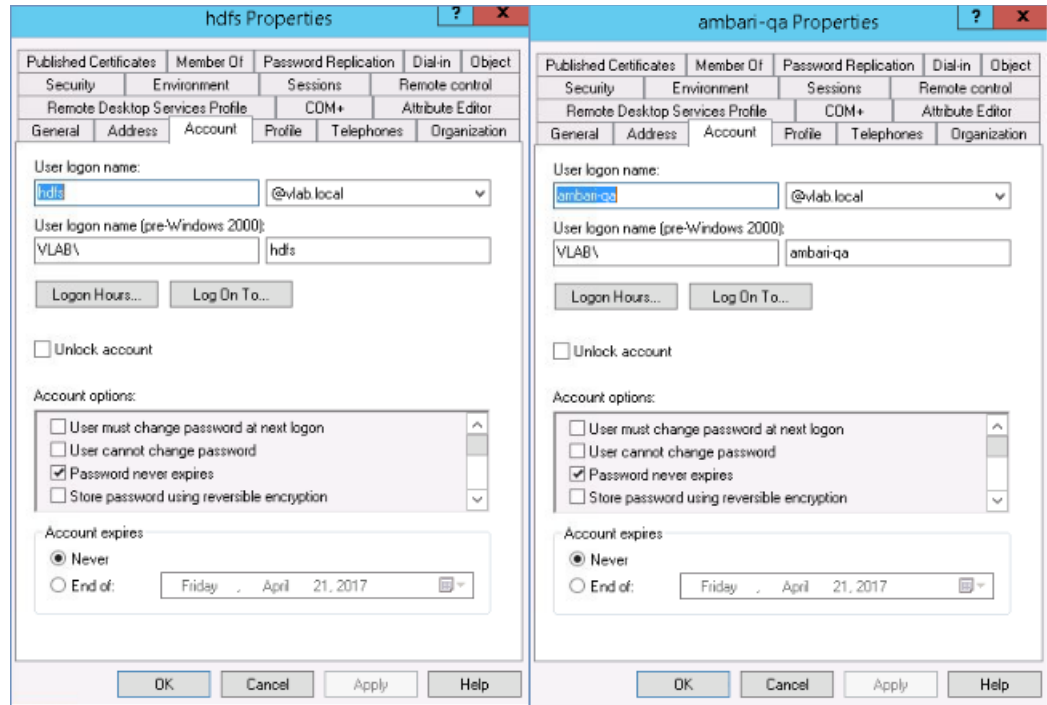 hdfs Properties
? x
Published Certificates Member Of Password Replication Dial-in Object
Security Environment Sessions Remote control
Remote Desktop Services Profile COM+ Attribute Editor
General Address Account Profile Telephones Organization
User logon name:
hdfs @vlab.local
User logon name (pre-Windows 2000):
VLAB\ hdfs
Logon Hours... Log On To...
Unlock account
Account options:
User must change password at next logon
User cannot change password
Password never expires
Store password using reversible encryption
Account expires
Never
End of: Friday , April 21, 2017
OK Cancel Apply Help
ambari-qa Properties
? x
Published Certificates Member Of Password Replication Dial-in Object
Security Environment Sessions Remote control
Remote Desktop Services Profile COM+ Attribute Editor
General Address Account Profile Telephones Organization
User logon name:
ambari-qa @vlab.local
User logon name (pre-Windows 2000):
VLAB\ ambari-qa
Logon Hours... Log On To...
Unlock account
Account options:
User must change password at next logon
User cannot change password
Password never expires
Store password using reversible encryption
Account expires
Never
End of: Friday , April 21, 2017
OK Cancel Apply Help